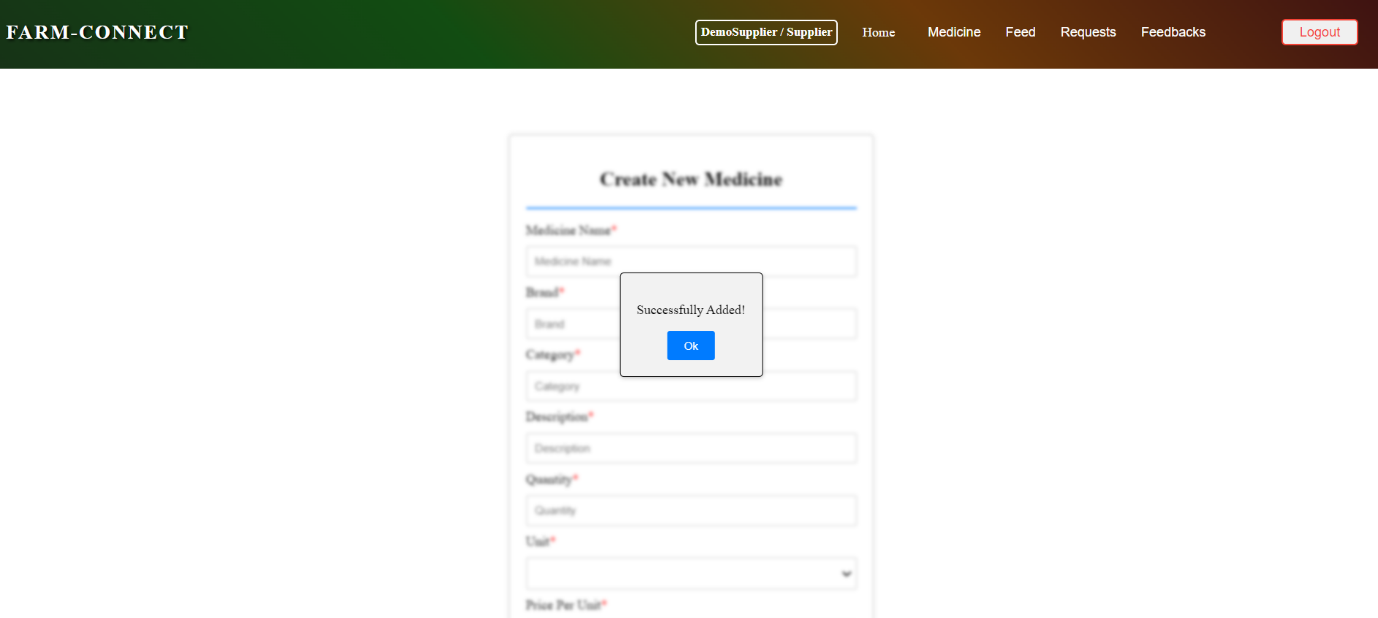 FARM-CONNECT
DemoSupplier / Supplier
Home
Medicine
Feed
Requests
Feedbacks
Logout
Create New Medicine
Medicine Name*
Medicine Name
Brand*
Brand
Successfully Added!
Ok
Category*
Category
Description*
Description
Quantity*
Quantity
Unit*
Price Per Unit*